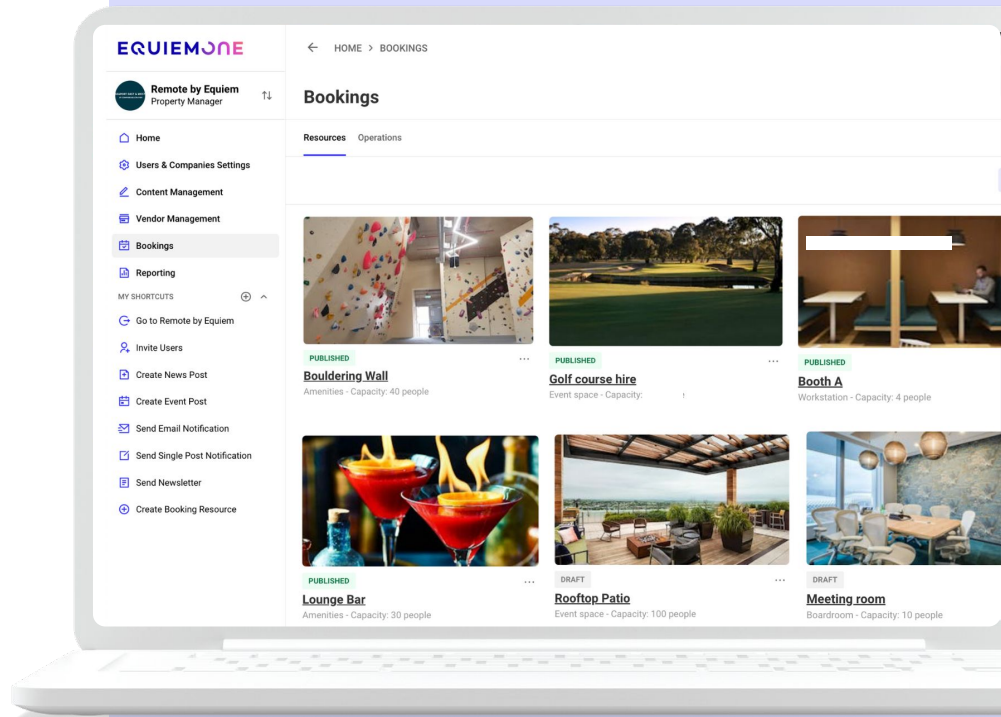 EQUIEMONE
Remote by Equiem
Property Manager
Home
Users & Companies Settings
Content Management
Vendor Management
Bookings
Reporting
MY SHORTCUTS
Go to Remote by Equiem
Invite Users
Create News Post
Create Event Post
Send Email Notification
Send Single Post Notification
Send Newsletter
Create Booking Resource
HOME > BOOKINGS
Bookings
Resources Operations
PUBLISHED
Bouldering Wall
Amenities - Capacity: 40 people
PUBLISHED
Golf course hire
Event space - Capacity:
PUBLISHED
Booth A
Workstation - Capacity: 4 people
PUBLISHED
Lounge Bar
Amenities - Capacity: 30 people
DRAFT
Rooftop Patio
Event space - Capacity: 100 people
DRAFT
Meeting room
Boardroom - Capacity: 10 people